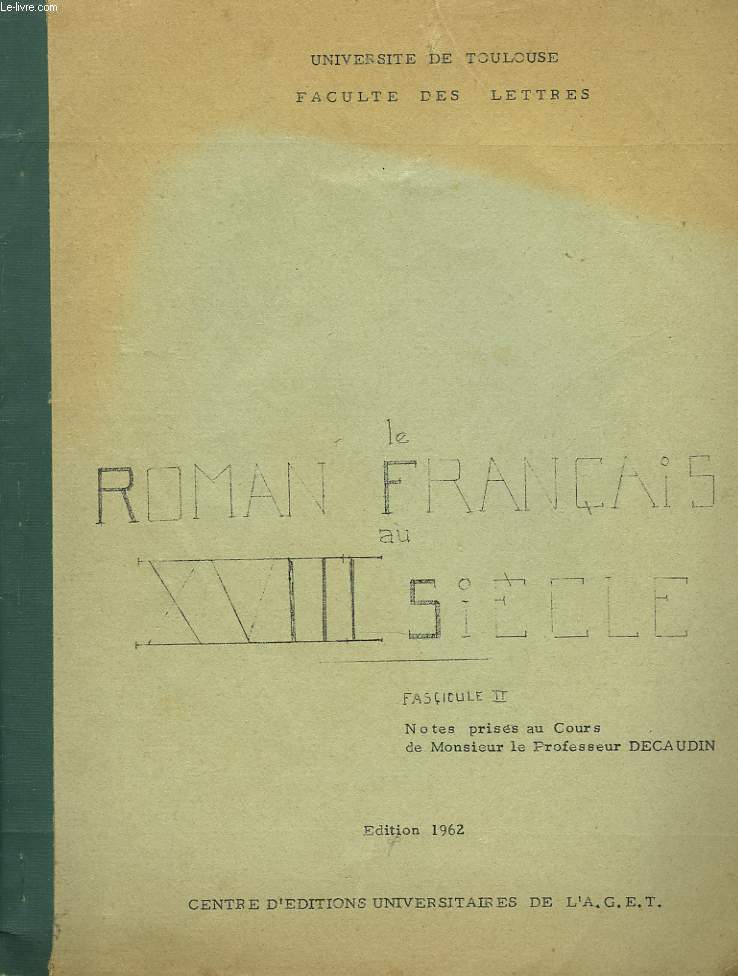 Le-livre.com
UNIVERSITE DE TOULOUSE
FACULTE DES LETTRES
le
ROMAN FRANÇAiS
au
XVIII SiÈCLE
FASÇICULE II
Notes prises au Cours
de Monsieur le Professeur DECAUDIN
Edition 1962
CENTRE D'EDITIONS UNIVERSITAIRES DE L'A.G.E.T.